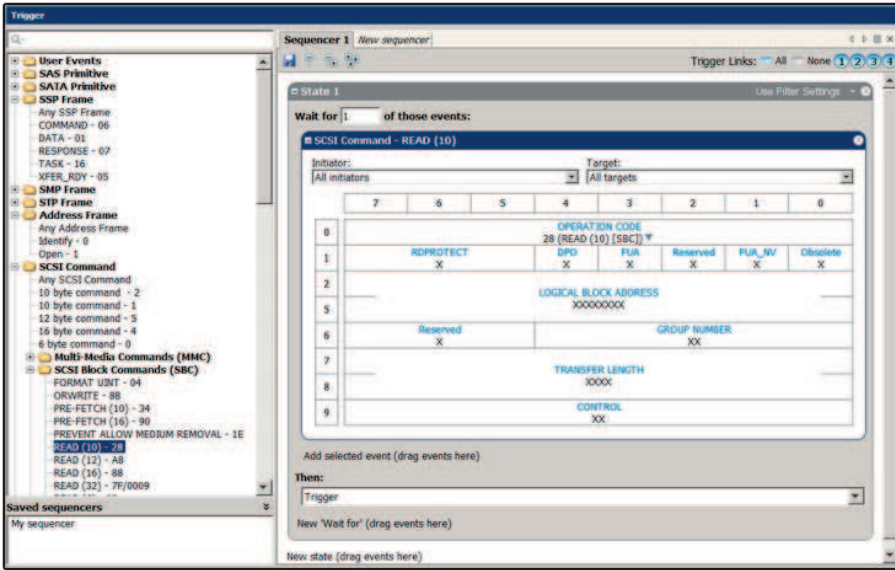 Trigger
Sequencer 1 New sequencer
Trigger Links: All None 1 2 3 4
User Events
SAS Primitive
SATA Primitive
SSP Frame
Any SSP Frame
COMMAND - 06
DATA - 01
RESPONSE - 07
TASK - 16
XFER_RDY - 05
SMP Frame
STP Frame
Address Frame
Any Address Frame
Identify - 0
Open - 1
SCSI Command
Any SCSI Command
10 byte command - 2
10 byte command - 1
12 byte command - 5
16 byte command - 4
6 byte command - 0
Multi-Media Commands (MMC)
SCSI Block Commands (SBC)
FORMAT UINT - 04
ORWRITE - 8B
PRE-FETCH (10) - 34
PRE-FETCH (16) - 90
PREVENT ALLOW MEDIUM REMOVAL - 1E
READ (10) - 28
READ (12) - A8
READ (16) - 88
READ (32) - 7F/0009
Saved sequencers
My sequencer
State 1 Use Filter Settings
Wait for 1 of those events:
SCSI Command - READ (10)
Initiator: Target:
All initiators All targets
7 6 5 4 3 2 1 0
0 OPERATION CODE
28 (READ (10) [SBC])
1 RDPROTECT DPO FUA Reserved FUA_NV Obsolete
X X X X X X
2
LOGICAL BLOCK ADDRESS
XXXXXXXX
5
6 Reserved GROUP NUMBER
X XX
7
TRANSFER LENGTH
XXXX
8
9 CONTROL
XX
Add selected event (drag events here)
Then:
Trigger
New 'Wait for' (drag events here)
New state (drag events here)